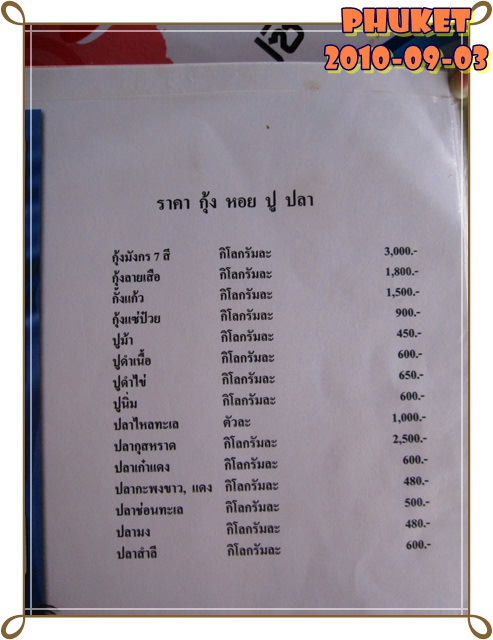 PHUKET
2010-09-03
ราคา กุ้ง หอย ปู ปลา
กุ้งมังกร 7 สี กิโลกรัมละ 3,000.-
กุ้งลายเสือ กิโลกรัมละ 1,800.-
กั้งแก้ว กิโลกรัมละ 1,500.-
กุ้งแช่บ๊วย กิโลกรัมละ 900.-
ปูม้า กิโลกรัมละ 450.-
ปูดำเนื้อ กิโลกรัมละ 600.-
ปูดำไข่ กิโลกรัมละ 650.-
ปูนิ่ม กิโลกรัมละ 600.-
ปลาไหลทะเล ตัวละ 1,000.-
ปลากุสหราด กิโลกรัมละ 2,500.-
ปลาเก๋าแดง กิโลกรัมละ 600.-
ปลากะพงขาว, แดง กิโลกรัมละ 480.-
ปลาช่อนทะเล กิโลกรัมละ 500.-
ปลามง กิโลกรัมละ 480.-
ปลาสำลี กิโลกรัมละ 600.-